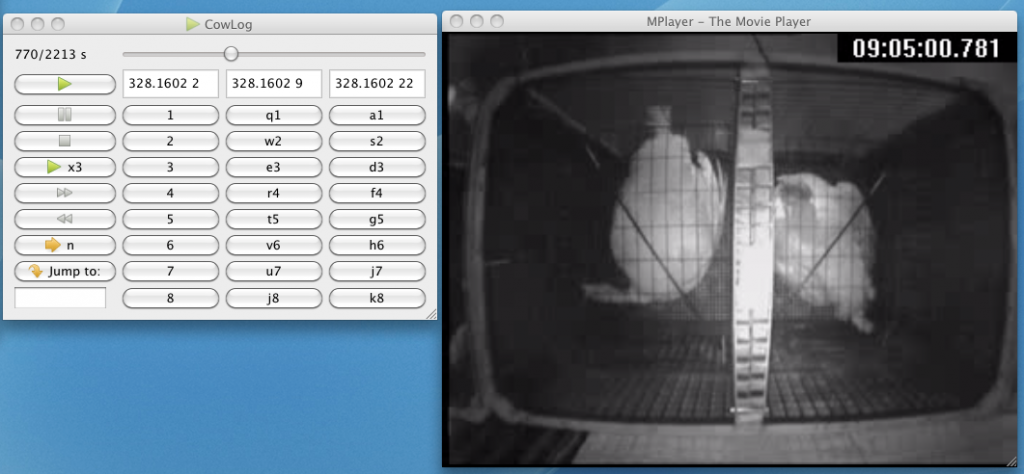 CowLog
770/2213 s
328.1602 2 328.1602 9 328.1602 22
1 q1 a1
2 w2 s2
x3 3 e3 d3
4 r4 f4
5 t5 g5
n 6 v6 h6
Jump to: 7 u7 j7
8 j8 k8
MPlayer – The Movie Player
09:05:00.781